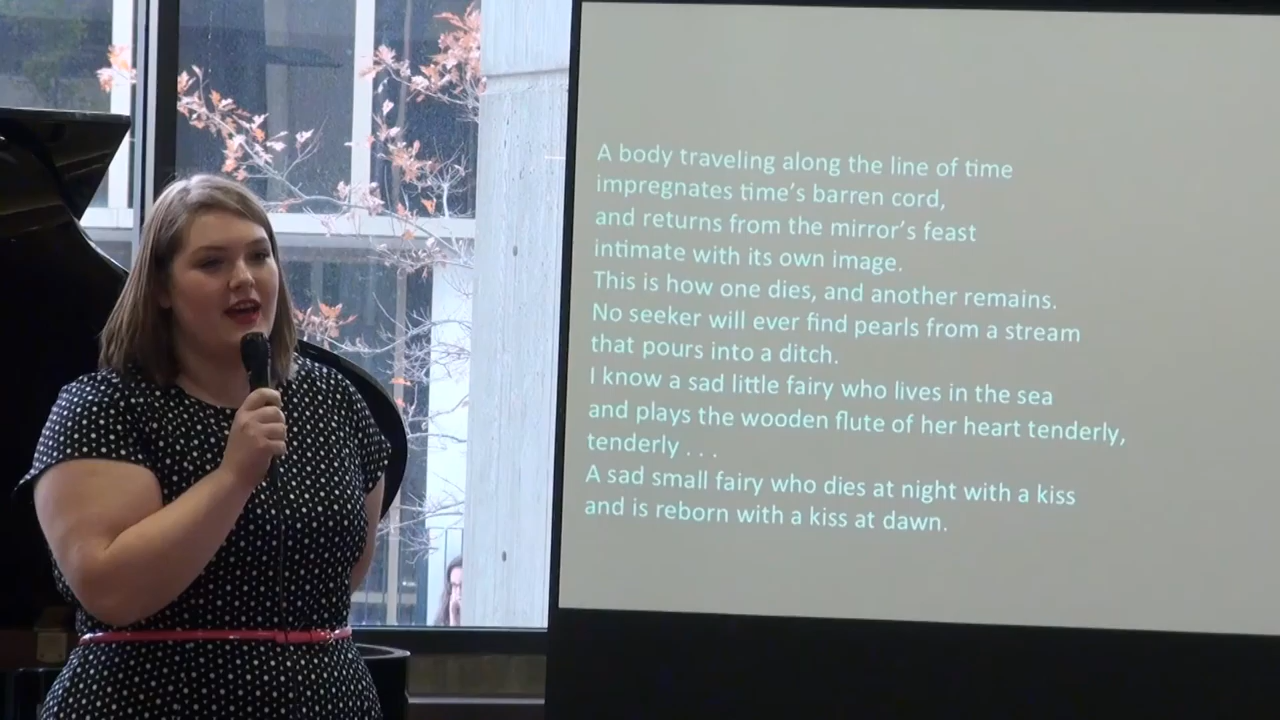 A body traveling along the line of time
impregnates time's barren cord,
and returns from the mirror's feast
intimate with its own image.
This is how one dies, and another remains.
No seeker will ever find pearls from a stream
that pours into a ditch.
I know a sad little fairy who lives in the sea
and plays the wooden flute of her heart tenderly,
tenderly . . .
A sad small fairy who dies at night with a kiss
and is reborn with a kiss at dawn.